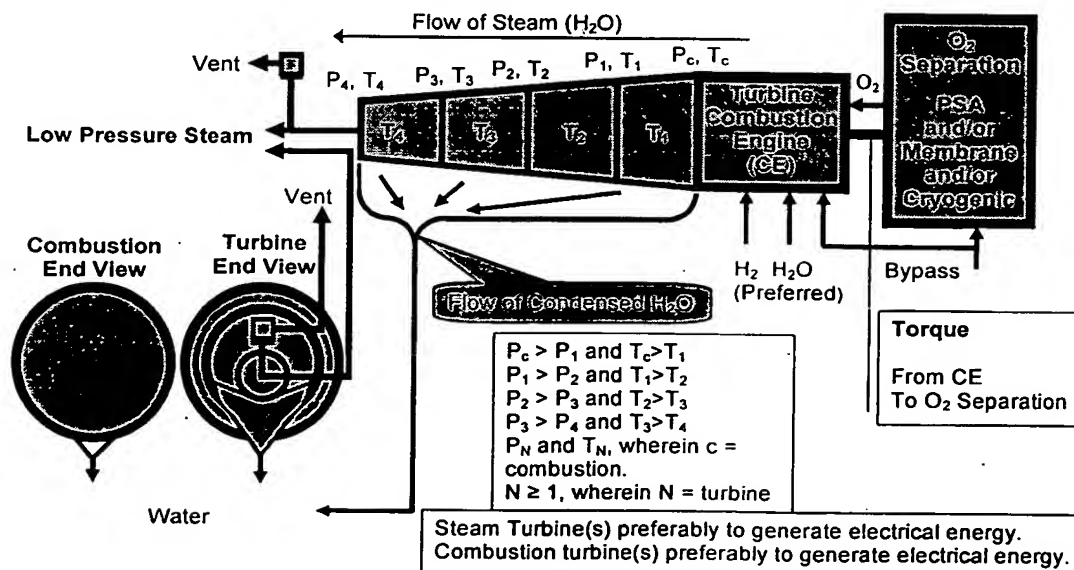 Flow of Steam (H₂O)
Vent
P₄, T₄
P₃, T₃
P₂, T₂
P₁, T₁
Pc, Tc
T₄
T₃
T₂
T₁
Turbine
Combustion
Engine
(CE)
O₂
O₂
Separation
PSA
and/or
Membrane
and/or
Cryogenic
Low Pressure Steam
Vent
Combustion
End View
Turbine
End View
Flow of Condensed H₂O
H₂ H₂O
(Preferred)
Bypass
Torque
From CE
To O₂ Separation
Pc > P₁ and Tc>T₁
P₁ > P₂ and T₁>T₂
P₂ > P₃ and T₂>T₃
P₃ > P₄ and T₃>T₄
PN and TN, wherein c =
combustion.
N ≥ 1, wherein N = turbine
Water
Steam Turbine(s) preferably to generate electrical energy.
Combustion turbine(s) preferably to generate electrical energy.